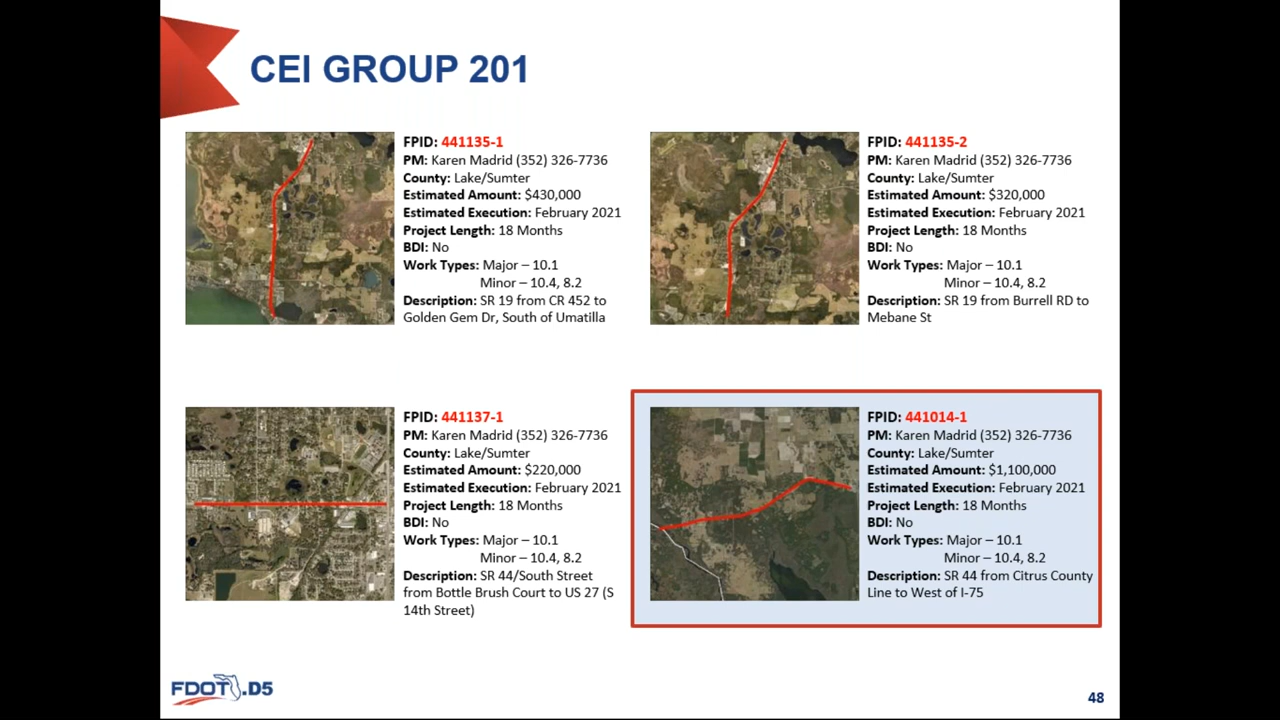 CEI GROUP 201
FPID: 441135-1
PM: Karen Madrid (352) 326-7736
County: Lake/Sumter
Estimated Amount: $430,000
Estimated Execution: February 2021
Project Length: 18 Months
BDI: No
Work Types: Major – 10.1
Minor – 10.4, 8.2
Description: SR 19 from CR 452 to
Golden Gem Dr, South of Umatilla
FPID: 441135-2
PM: Karen Madrid (352) 326-7736
County: Lake/Sumter
Estimated Amount: $320,000
Estimated Execution: February 2021
Project Length: 18 Months
BDI: No
Work Types: Major – 10.1
Minor – 10.4, 8.2
Description: SR 19 from Burrell RD to
Mebane St
FPID: 441137-1
PM: Karen Madrid (352) 326-7736
County: Lake/Sumter
Estimated Amount: $220,000
Estimated Execution: February 2021
Project Length: 18 Months
BDI: No
Work Types: Major – 10.1
Minor – 10.4, 8.2
Description: SR 44/South Street
from Bottle Brush Court to US 27 (S
14th Street)
FPID: 441014-1
PM: Karen Madrid (352) 326-7736
County: Lake/Sumter
Estimated Amount: $1,100,000
Estimated Execution: February 2021
Project Length: 18 Months
BDI: No
Work Types: Major – 10.1
Minor – 10.4, 8.2
Description: SR 44 from Citrus County
Line to West of I-75
FDOT.D5
48